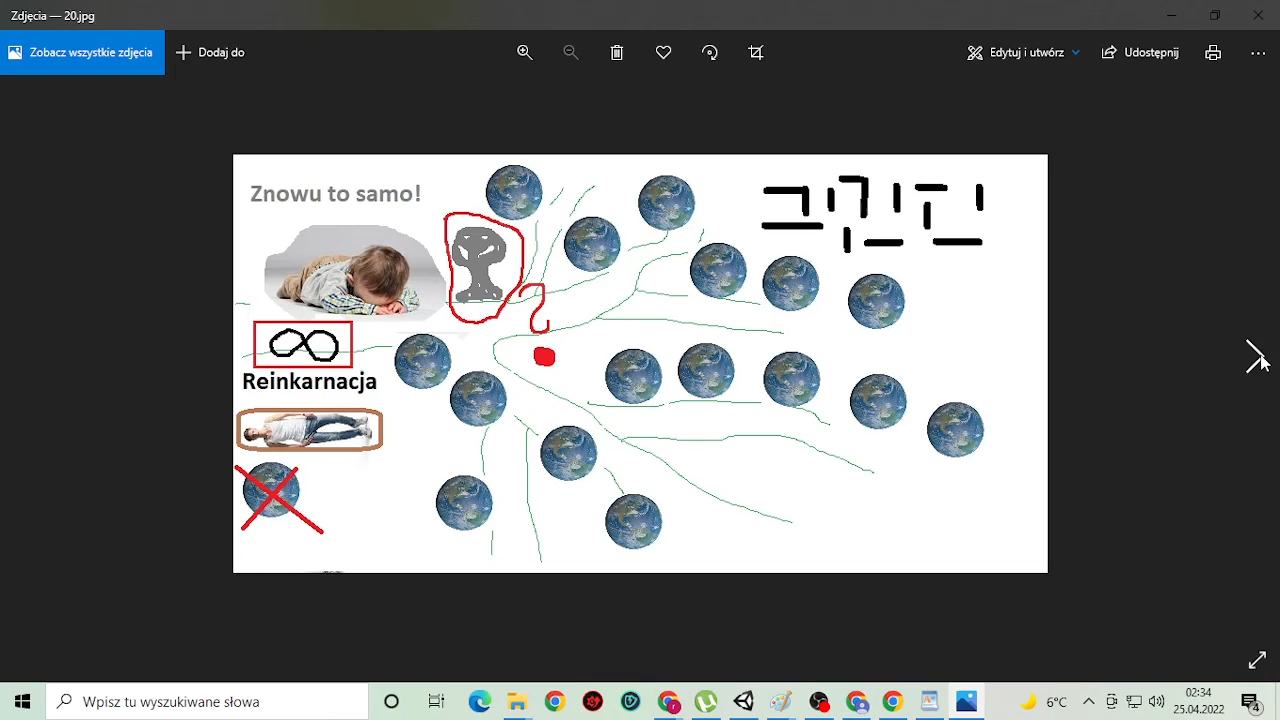 Zdjęcia — 20.jpg
Zobacz wszystkie zdjęcia
Dodaj do
Edytuj i utwórz
Udostępnij
Znowu to samo!
?
Reinkarnacja
Wpisz tu wyszukiwane słowa
6°C
02:34
25.04.2022
4